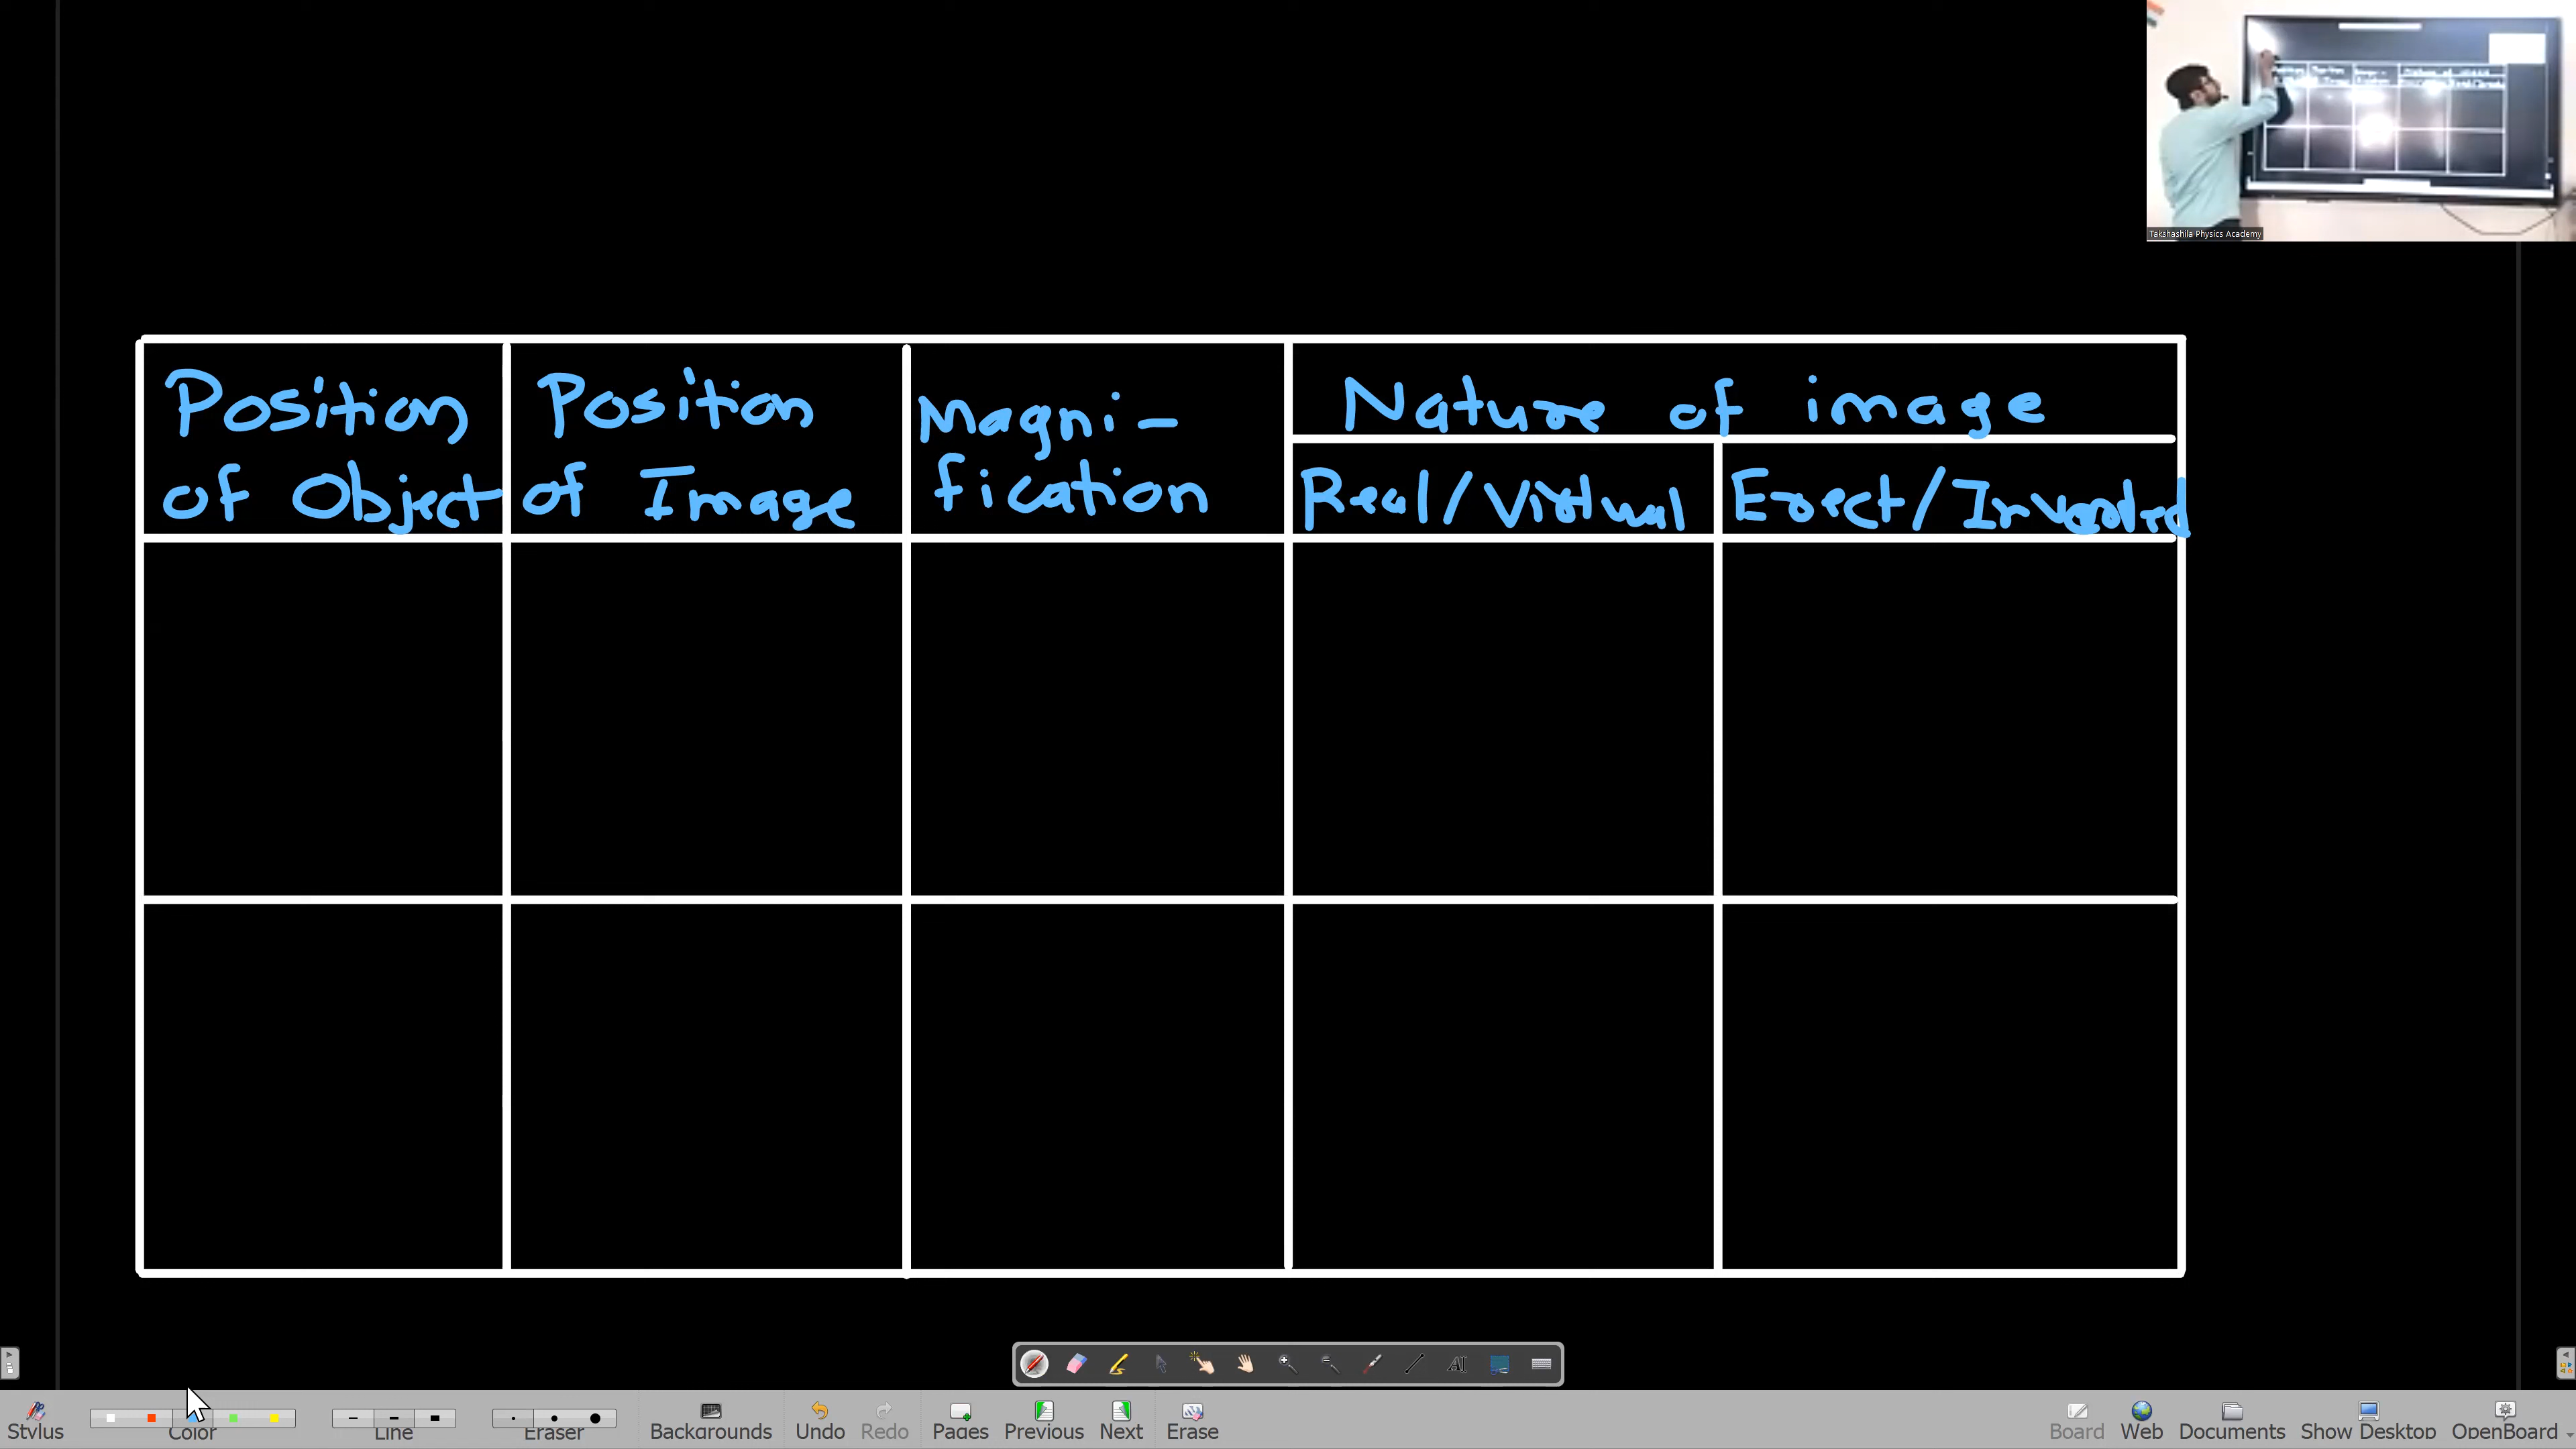 Takshashila Physics Academy
Position
of Object
Position
of Image
Magni-
fication
Nature of image
Real/Virtual
Erect/Inverted
Stylus
Color
Line
Eraser
Backgrounds
Undo
Redo
Pages
Previous
Next
Erase
Board
Web
Documents
Show Desktop
OpenBoard